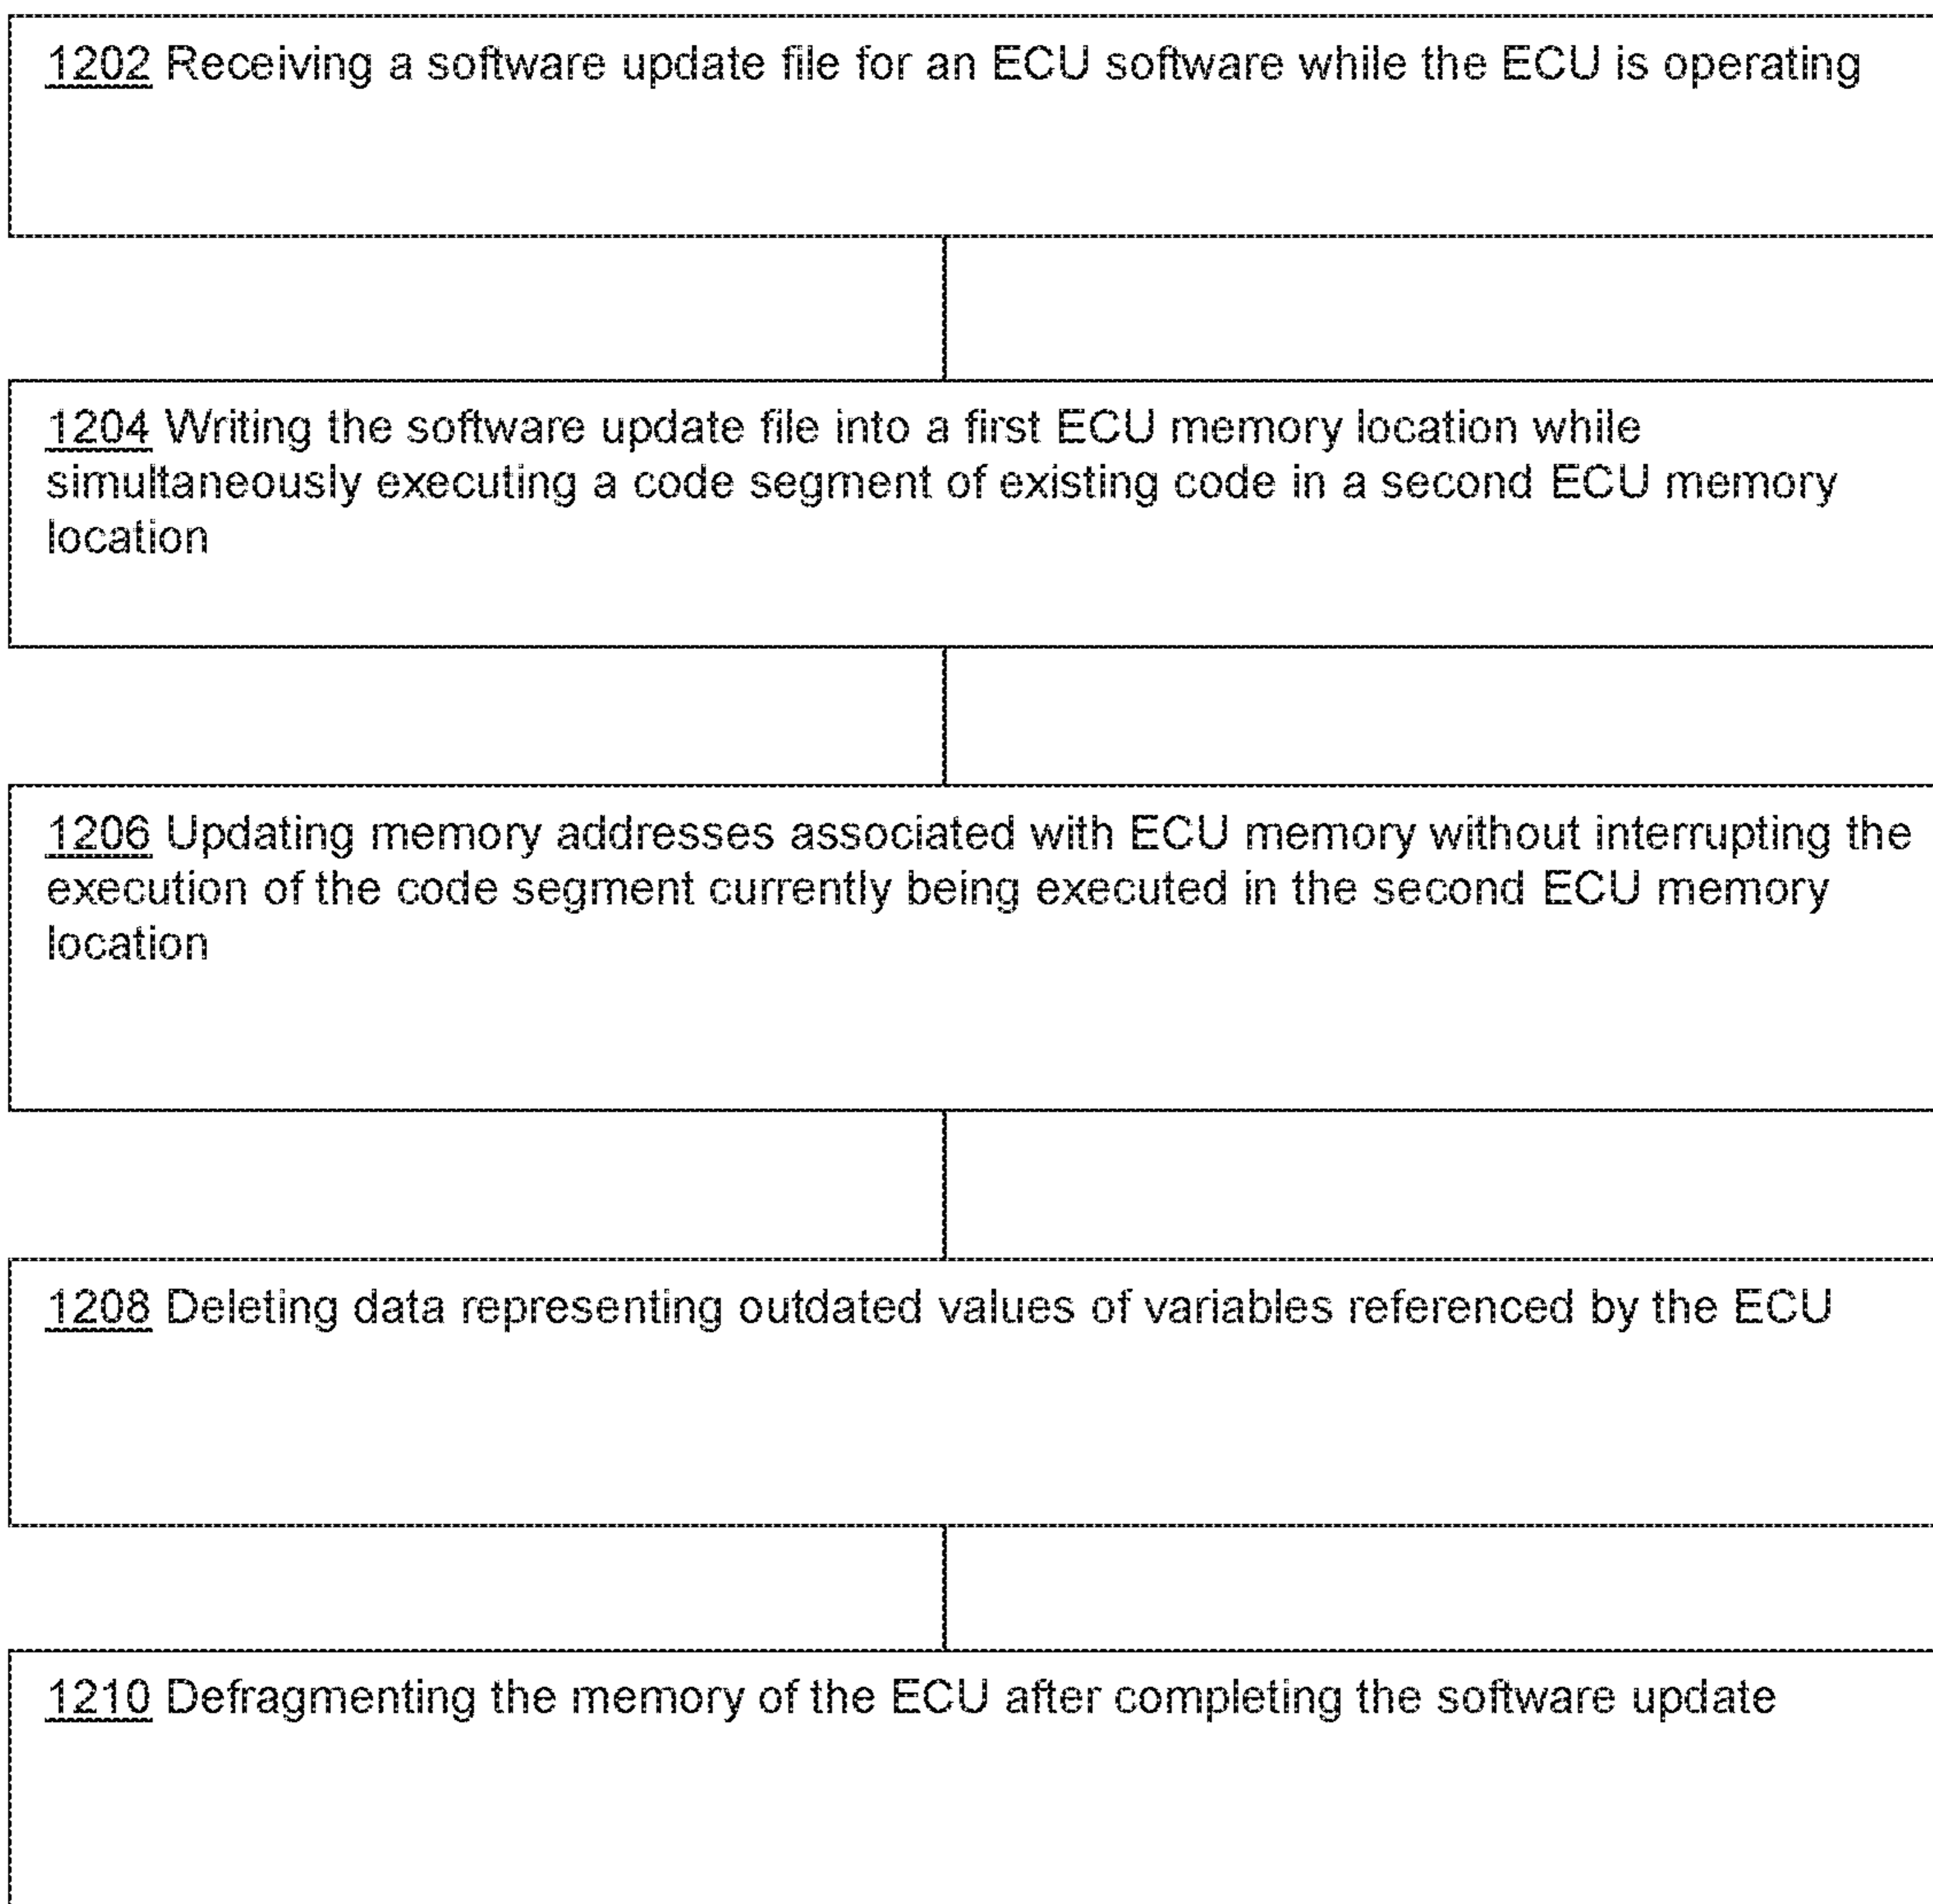 1202 Receiving a software update file for an ECU software while the ECU is operating
1204 Writing the software update file into a first ECU memory location while
simultaneously executing a code segment of existing code in a second ECU memory
location
1206 Updating memory addresses associated with ECU memory without interrupting the
execution of the code segment currently being executed in the second ECU memory
location
1208 Deleting data representing outdated values of variables referenced by the ECU
1210 Defragmenting the memory of the ECU after completing the software update